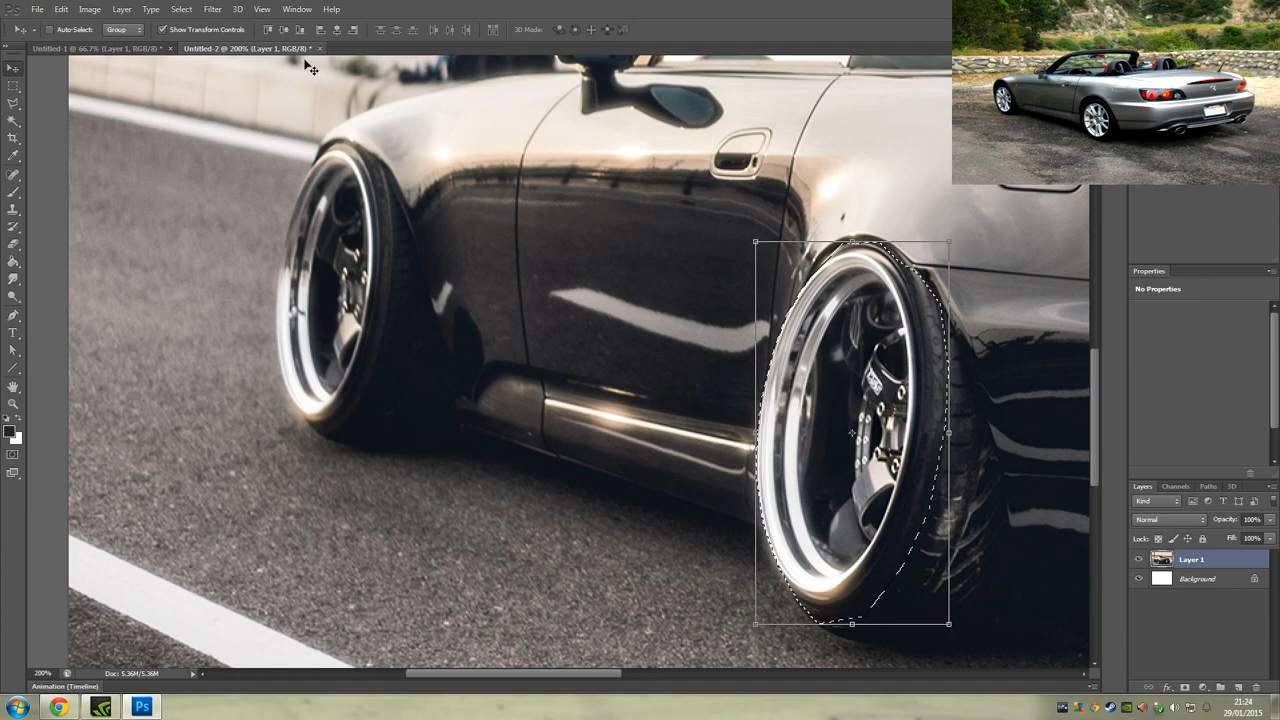 Ps File Edit Image Layer Type Select Filter 3D View Window Help
Auto-Select: Group Show Transform Controls 3D Mode:
Untitled-1 @ 66.7% (Layer 1, RGB/8) * × Untitled-2 @ 200% (Layer 1, RGB/8) * ×
Properties
No Properties
Layers Channels Paths 3D
Kind
Normal Opacity: 100%
Lock: Fill: 100%
Layer 1
Background
200% Doc: 5.36M/5.36M
Animation (Timeline)
fx
Ps
21:24
29/01/2015